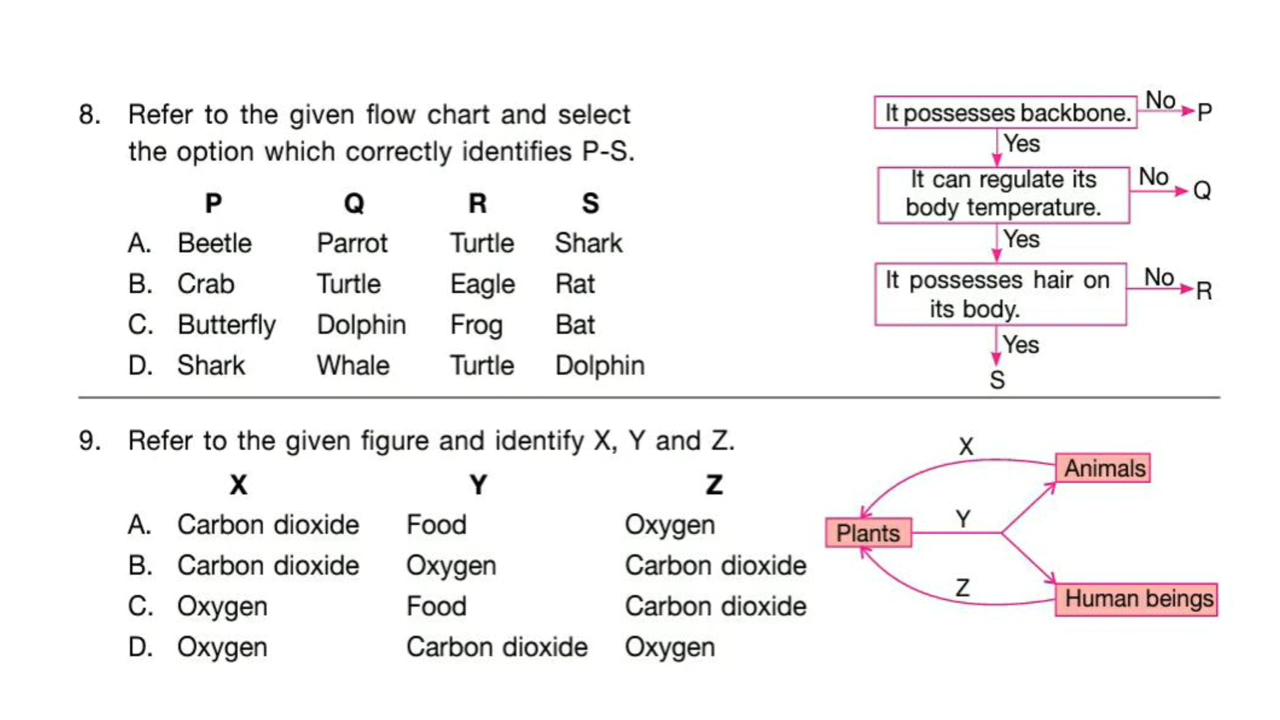 8. Refer to the given flow chart and select
the option which correctly identifies P-S.
P Q R S
A. Beetle Parrot Turtle Shark
B. Crab Turtle Eagle Rat
C. Butterfly Dolphin Frog Bat
D. Shark Whale Turtle Dolphin
It possesses backbone. No P
Yes
It can regulate its No Q
body temperature.
Yes
It possesses hair on No R
its body.
Yes
S
9. Refer to the given figure and identify X, Y and Z.
X Y Z
A. Carbon dioxide Food Oxygen
B. Carbon dioxide Oxygen Carbon dioxide
C. Oxygen Food Carbon dioxide
D. Oxygen Carbon dioxide Oxygen
X
Animals
Plants Y
Z
Human beings